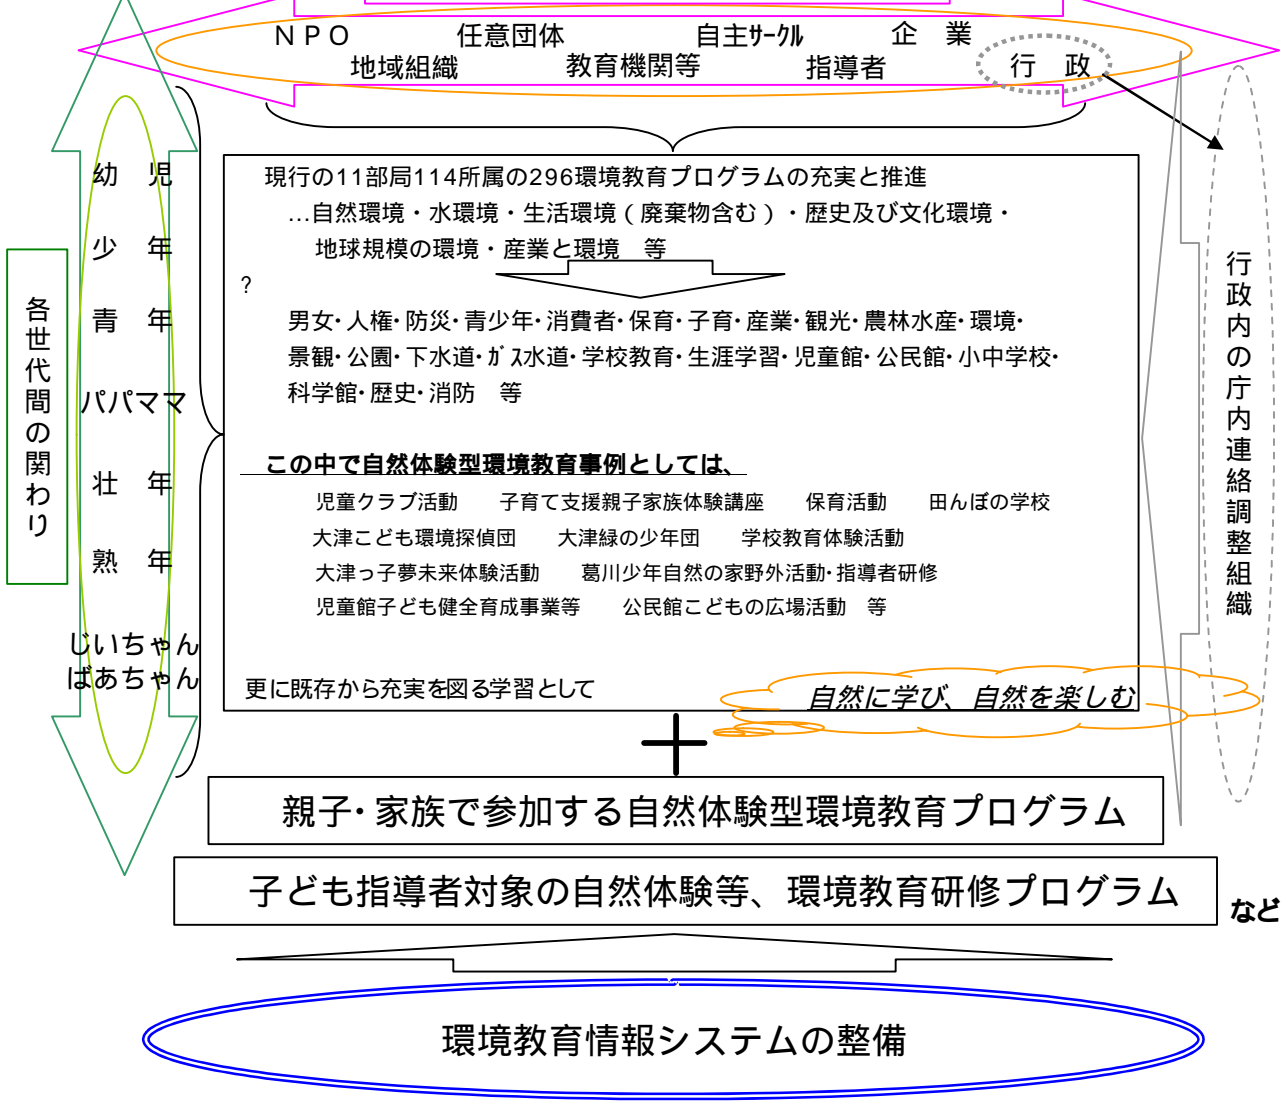 NPO　任意団体　自主サークル　企　業
地域組織　教育機関等　指導者　行　政
各世代間の関わり
幼　児
少　年
青　年
パパママ
壮　年
熟　年
じいちゃん
ばあちゃん
現行の11部局114所属の296環境教育プログラムの充実と推進
…自然環境・水環境・生活環境（廃棄物含む）・歴史及び文化環境・
地球規模の環境・産業と環境　等
?
男女・人権・防災・青少年・消費者・保育・子育・産業・観光・農林水産・環境・
景観・公園・下水道・ガス水道・学校教育・生涯学習・児童館・公民館・小中学校・
科学館・歴史・消防　等
この中で自然体験型環境教育事例としては、
児童クラブ活動　子育て支援親子家族体験講座　保育活動　田んぼの学校
大津こども環境探偵団　大津緑の少年団　学校教育体験活動
大津っ子夢未来体験活動　葛川少年自然の家野外活動・指導者研修
児童館子ども健全育成事業等　公民館こどもの広場活動　等
更に既存から充実を図る学習として
自然に学び、自然を楽しむ
行政内の庁内連絡調整組織
＋
親子・家族で参加する自然体験型環境教育プログラム
子ども指導者対象の自然体験等、環境教育研修プログラム
など
環境教育情報システムの整備